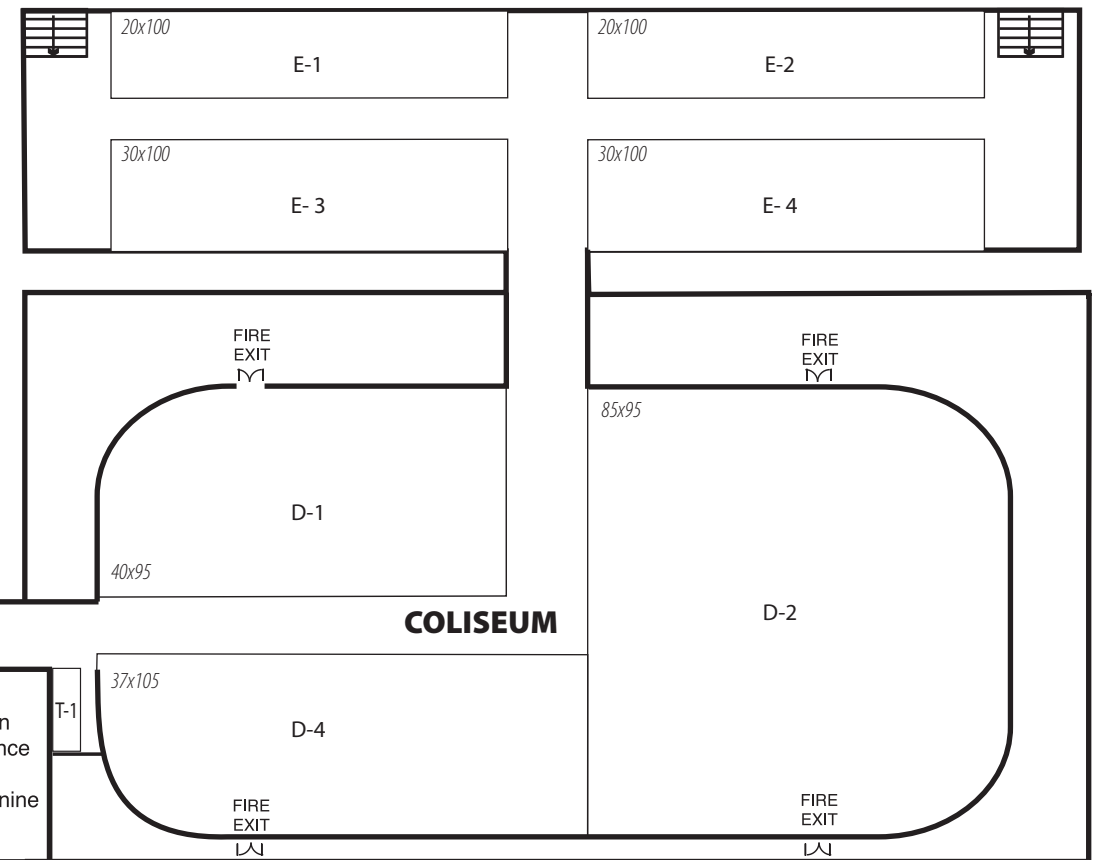 20x100
E-1
20x100
E-2
30x100
E- 3
30x100
E- 4
FIRE
EXIT
FIRE
EXIT
85x95
D-1
40x95
COLISEUM
D-2
37x105
T-1
D-4
FIRE
EXIT
FIRE
EXIT